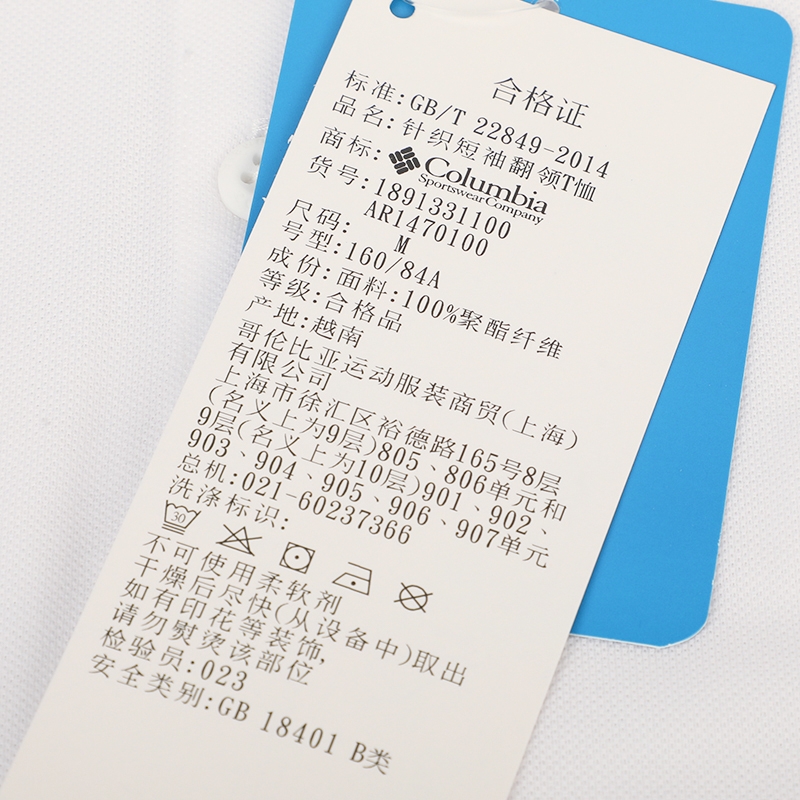 合格证
标准:GB/T 22849-2014
品名:针织短袖翻领T恤
商标:Columbia
Sportswear Company
货号:1891331100
AR1470100
尺码: M
号型:160/84A
成份:面料:100%聚酯纤维
等级:合格品
产地:越南
哥伦比亚运动服装商贸(上海)
有限公司
上海市徐汇区裕德路165号8层
(名义上为9层)805、806单元和
9层(名义上为10层)901、902、
903、904、905、906、907单元
总机:021-60237366
洗涤标识:
30
不可使用柔软剂
干燥后尽快(从设备中)取出
如有印花等装饰,
请勿熨烫该部位
检验员:023
安全类别:GB 18401 B类